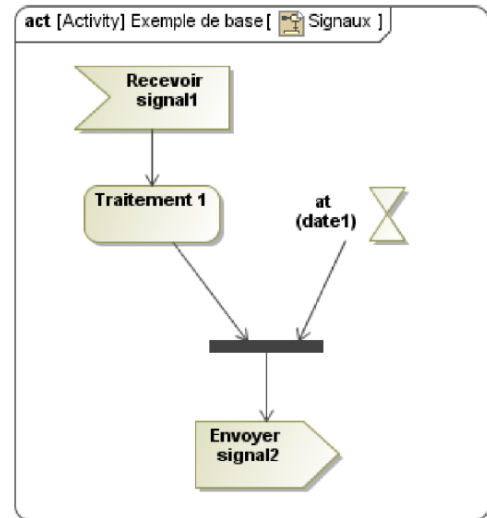 act [Activity] Exemple de base [ Signaux ]
Recevoir
signal1
Traitement 1
at
(date1)
Envoyer
signal2